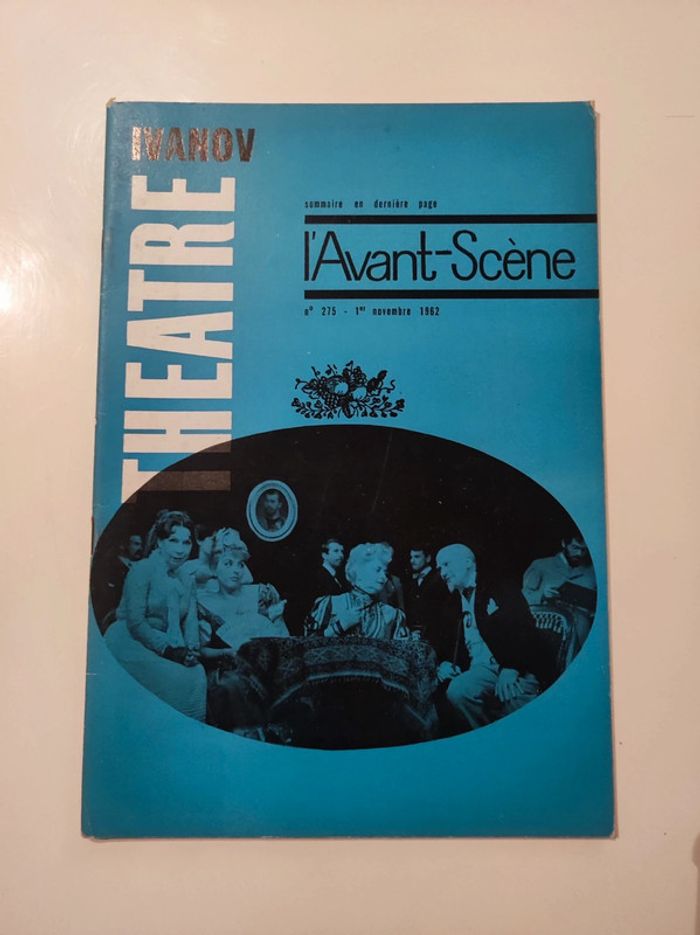 IVANOV
THEATRE
sommaire en dernière page
l'Avant-Scène
n° 275 - 1er novembre 1962